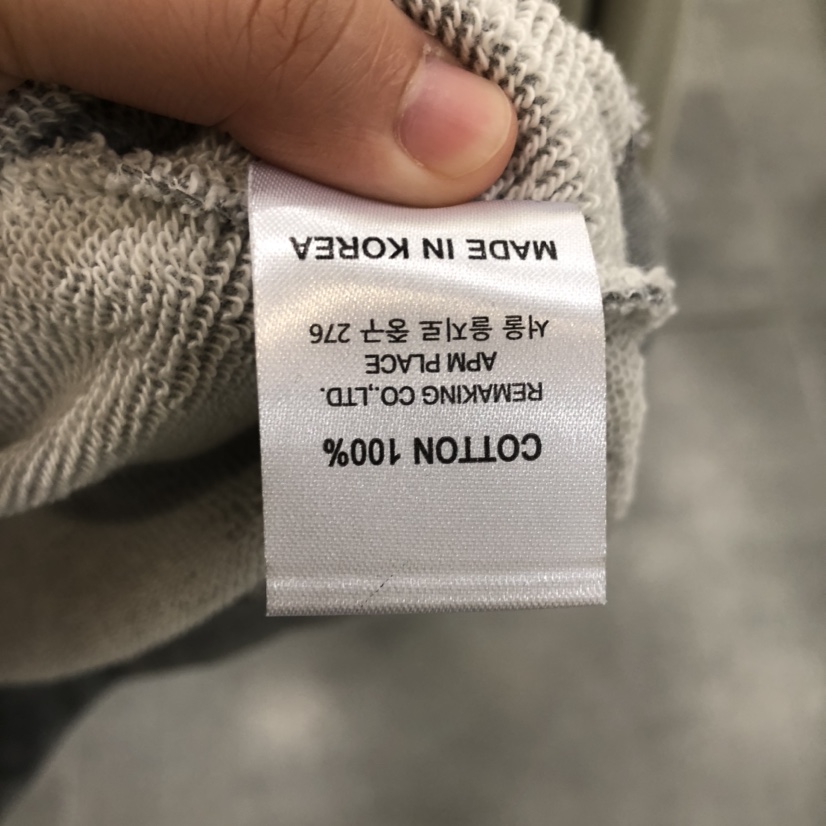 COTTON 100%
REMAKING CO.,LTD.
APM PLACE
서울 을지로 중구 276
MADE IN KOREA